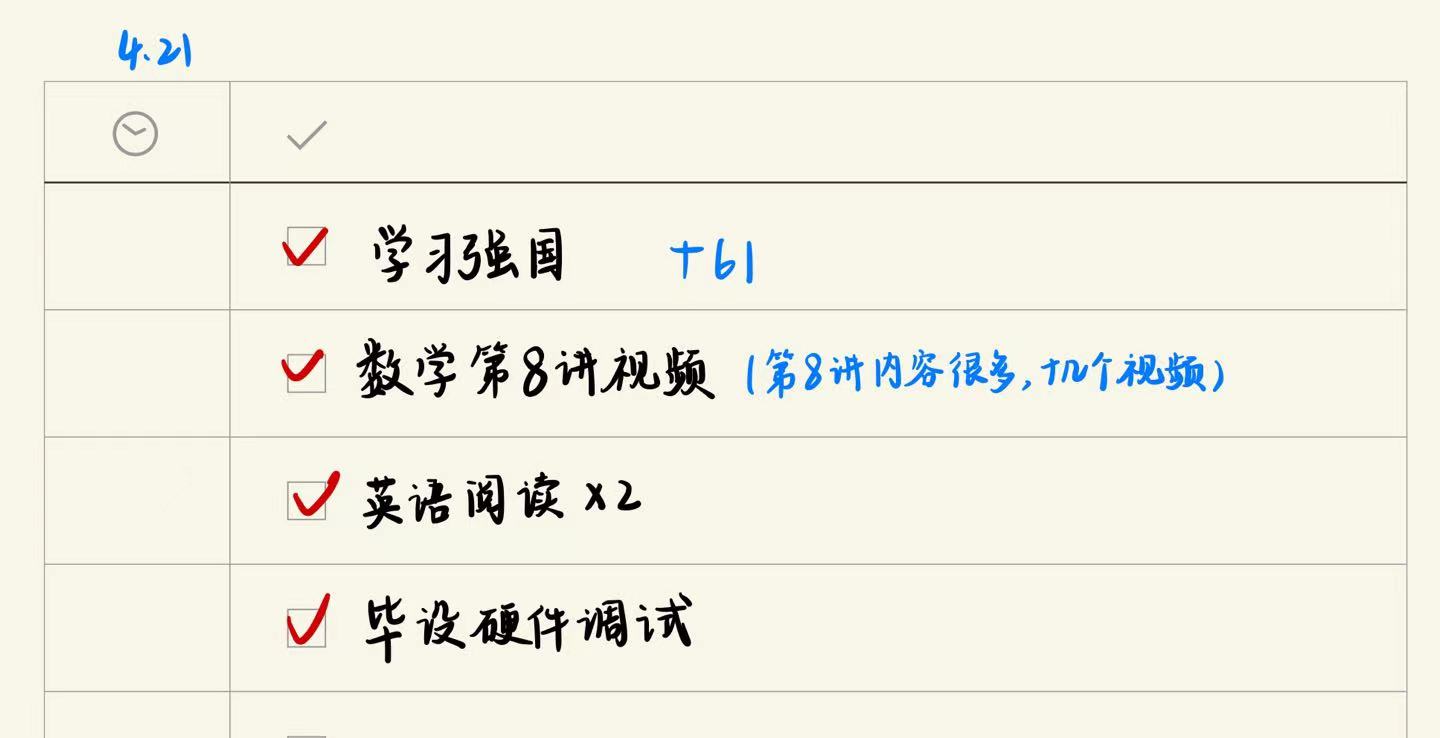 4.21
学习强国 +61
数学第8讲视频 (第8讲内容很多,十几个视频)
英语阅读 x2
毕设硬件调试